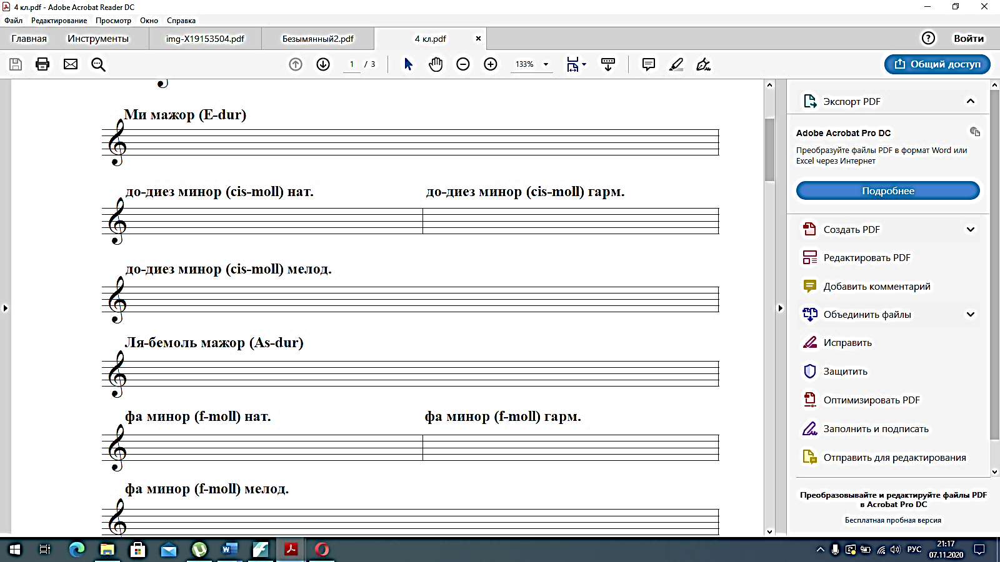 4 кл.pdf - Adobe Acrobat Reader DC
Файл Редактирование Просмотр Окно Справка
Главная Инструменты img-X19153504.pdf Безымянный2.pdf 4 кл.pdf Войти
1 / 3 133% Общий доступ
Ми мажор (E-dur)
до-диез минор (cis-moll) нат. до-диез минор (cis-moll) гарм.
до-диез минор (cis-moll) мелод.
Ля-бемоль мажор (As-dur)
фа минор (f-moll) нат. фа минор (f-moll) гарм.
фа минор (f-moll) мелод.
Экспорт PDF
Adobe Acrobat Pro DC
Преобразуйте файлы PDF в формат Word или
Excel через Интернет
Подробнее
Создать PDF
Редактировать PDF
Добавить комментарий
Объединить файлы
Исправить
Защитить
Оптимизировать PDF
Заполнить и подписать
Отправить для редактирования
Преобразовывайте и редактируйте файлы PDF
в Acrobat Pro DC
Бесплатная пробная версия
РУС
21:17
07.11.2020